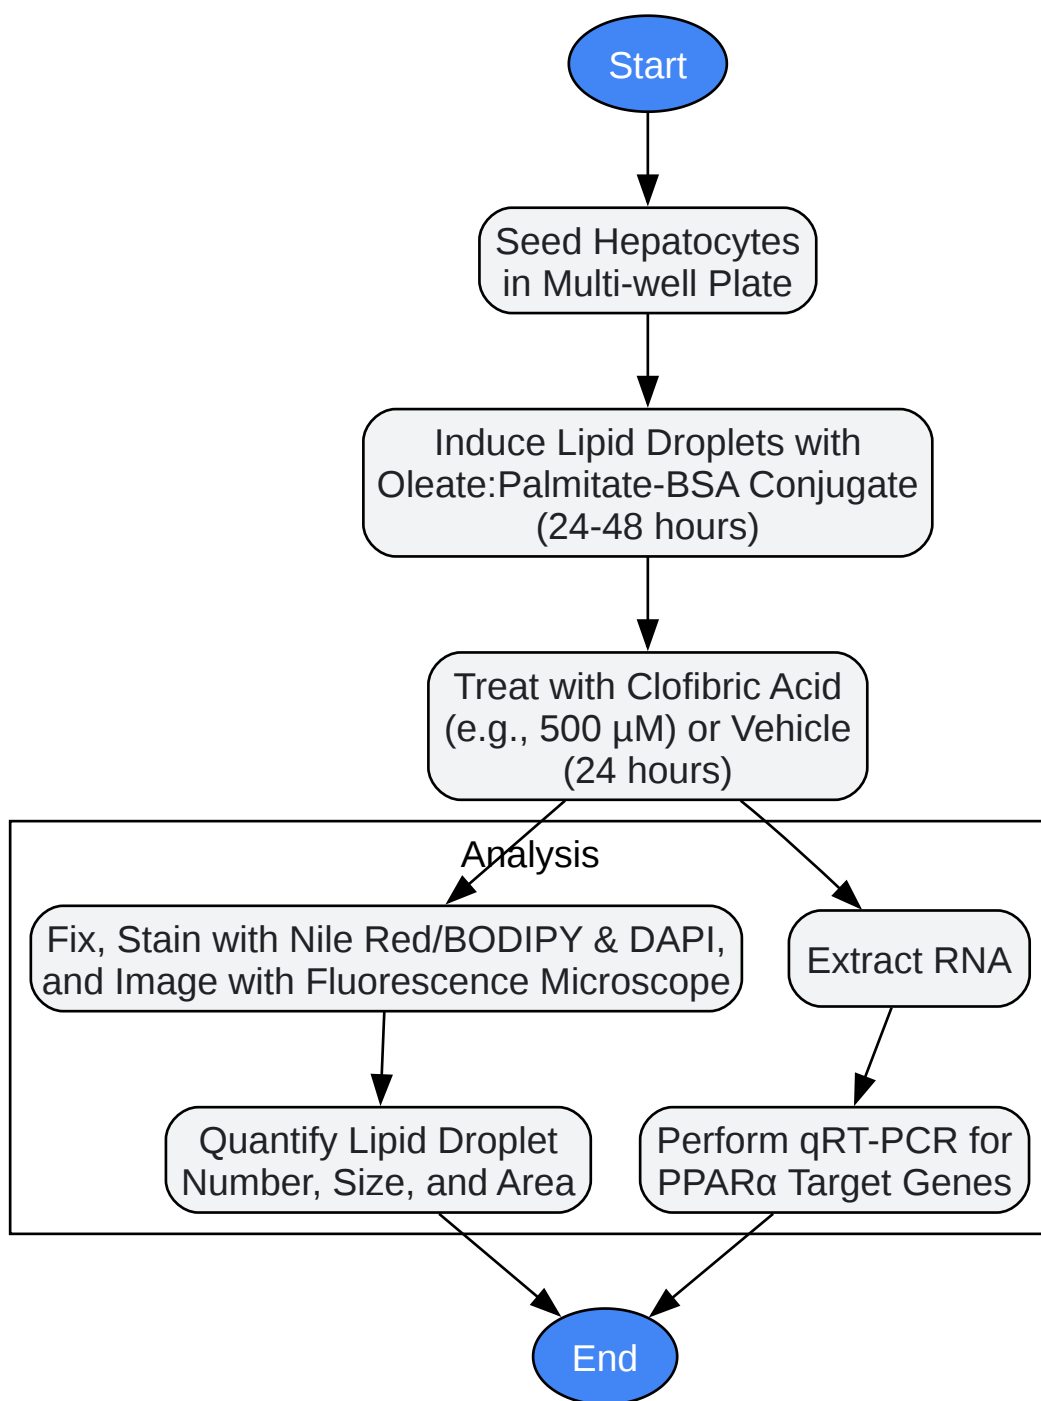 Start
Seed Hepatocytes
in Multi-well Plate
Induce Lipid Droplets with
Oleate:Palmitate-BSA Conjugate
(24-48 hours)
Treat with Clofibric Acid
(e.g., 500 µM) or Vehicle
(24 hours)
Analysis
Fix, Stain with Nile Red/BODIPY & DAPI,
and Image with Fluorescence Microscope
Extract RNA
Quantify Lipid Droplet
Number, Size, and Area
Perform qRT-PCR for
PPARα Target Genes
End